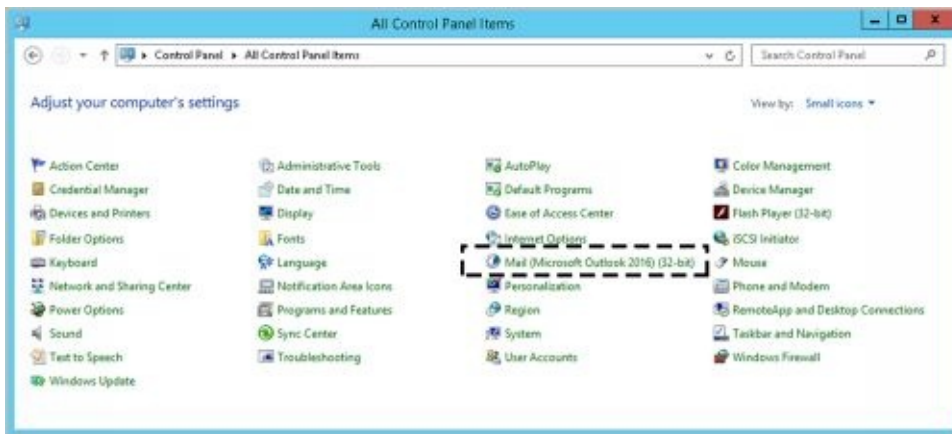 All Control Panel Items
Control Panel ▸ All Control Panel Items
Search Control Panel
Adjust your computer's settings
View by: Small icons
Action Center
Administrative Tools
AutoPlay
Color Management
Credential Manager
Date and Time
Default Programs
Device Manager
Devices and Printers
Display
Ease of Access Center
Flash Player (32-bit)
Folder Options
Fonts
Internet Options
iSCSI Initiator
Keyboard
Language
Mail (Microsoft Outlook 2016) (32-bit)
Mouse
Network and Sharing Center
Notification Area Icons
Personalization
Phone and Modem
Power Options
Programs and Features
Region
RemoteApp and Desktop Connections
Sound
Sync Center
System
Taskbar and Navigation
Text to Speech
Troubleshooting
User Accounts
Windows Firewall
Windows Update